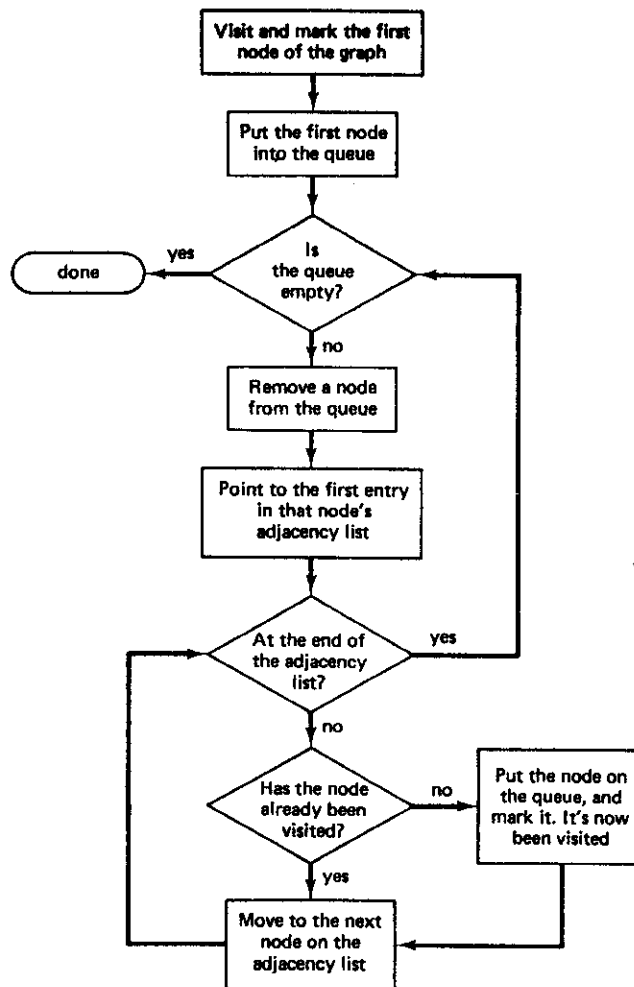 Visit and mark the first
node of the graph
Put the first node
into the queue
Is
the queue
empty?
yes
done
no
Remove a node
from the queue
Point to the first entry
in that node's
adjacency list
At the end of
the adjacency
list?
yes
no
Has the node
already been
visited?
no
Put the node on
the queue, and
mark it. It's now
been visited
yes
Move to the next
node on the
adjacency list